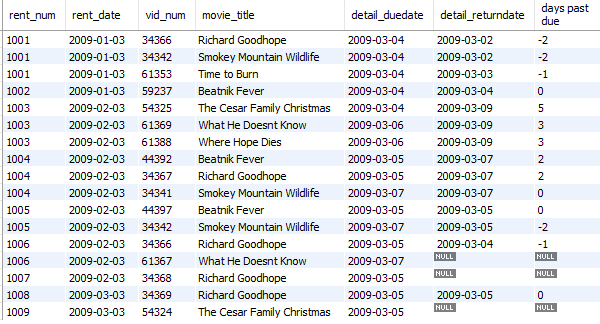 rent_num rent_date vid_num movie_title detail_duedate detail_returndate days past due
1001 2009-01-03 34366 Richard Goodhope 2009-03-04 2009-03-02 -2
1001 2009-01-03 34342 Smokey Mountain Wildlife 2009-03-04 2009-03-02 -2
1001 2009-01-03 61353 Time to Burn 2009-03-04 2009-03-03 -1
1002 2009-01-03 59237 Beatnik Fever 2009-03-04 2009-03-04 0
1003 2009-02-03 54325 The Cesar Family Christmas 2009-03-04 2009-03-09 5
1003 2009-02-03 61369 What He Doesnt Know 2009-03-06 2009-03-09 3
1003 2009-02-03 61388 Where Hope Dies 2009-03-06 2009-03-09 3
1004 2009-02-03 44392 Beatnik Fever 2009-03-05 2009-03-07 2
1004 2009-02-03 34367 Richard Goodhope 2009-03-05 2009-03-07 2
1004 2009-02-03 34341 Smokey Mountain Wildlife 2009-03-07 2009-03-07 0
1005 2009-02-03 44397 Beatnik Fever 2009-03-05 2009-03-05 0
1005 2009-02-03 34342 Smokey Mountain Wildlife 2009-03-07 2009-03-05 -2
1006 2009-02-03 34366 Richard Goodhope 2009-03-05 2009-03-04 -1
1006 2009-02-03 61367 What He Doesnt Know 2009-03-07 NULL NULL
1007 2009-02-03 34368 Richard Goodhope 2009-03-05 NULL NULL
1008 2009-03-03 34369 Richard Goodhope 2009-03-05 2009-03-05 0
1009 2009-03-03 54324 The Cesar Family Christmas 2009-03-05 NULL NULL